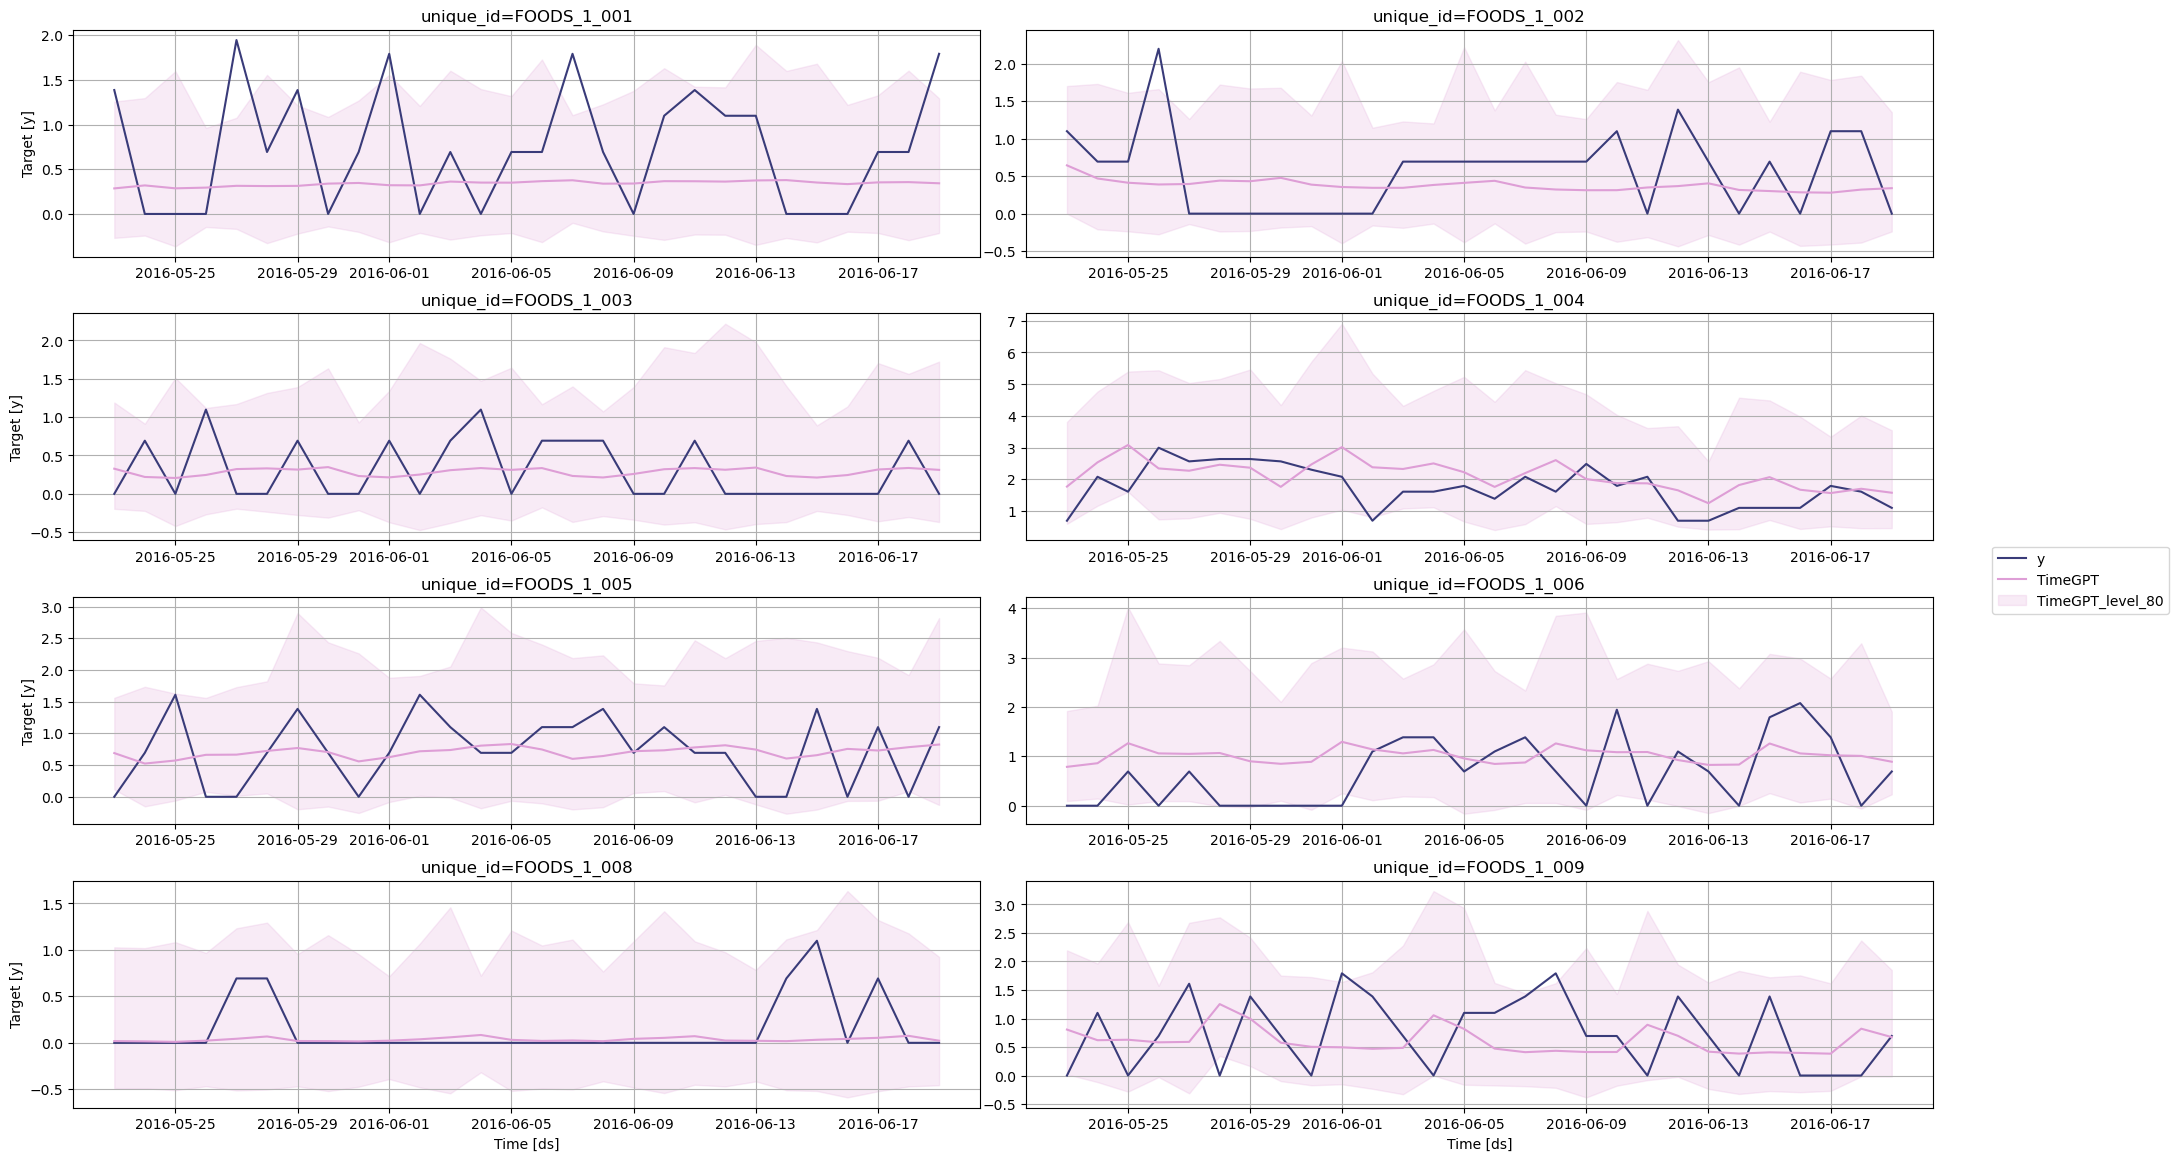 unique_id=FOODS_1_001
Target [y]
2.0
1.5
1.0
0.5
0.0
2016-05-25 2016-05-29 2016-06-01 2016-06-05 2016-06-09 2016-06-13 2016-06-17
unique_id=FOODS_1_002
2.0
1.5
1.0
0.5
0.0
−0.5
2016-05-25 2016-05-29 2016-06-01 2016-06-05 2016-06-09 2016-06-13 2016-06-17
unique_id=FOODS_1_003
Target [y]
2.0
1.5
1.0
0.5
0.0
−0.5
2016-05-25 2016-05-29 2016-06-01 2016-06-05 2016-06-09 2016-06-13 2016-06-17
unique_id=FOODS_1_004
7
6
5
4
3
2
1
2016-05-25 2016-05-29 2016-06-01 2016-06-05 2016-06-09 2016-06-13 2016-06-17
y
TimeGPT
TimeGPT_level_80
unique_id=FOODS_1_005
Target [y]
3.0
2.5
2.0
1.5
1.0
0.5
0.0
2016-05-25 2016-05-29 2016-06-01 2016-06-05 2016-06-09 2016-06-13 2016-06-17
unique_id=FOODS_1_006
4
3
2
1
0
2016-05-25 2016-05-29 2016-06-01 2016-06-05 2016-06-09 2016-06-13 2016-06-17
unique_id=FOODS_1_008
Target [y]
1.5
1.0
0.5
0.0
−0.5
2016-05-25 2016-05-29 2016-06-01 2016-06-05 2016-06-09 2016-06-13 2016-06-17
Time [ds]
unique_id=FOODS_1_009
3.0
2.5
2.0
1.5
1.0
0.5
0.0
−0.5
2016-05-25 2016-05-29 2016-06-01 2016-06-05 2016-06-09 2016-06-13 2016-06-17
Time [ds]